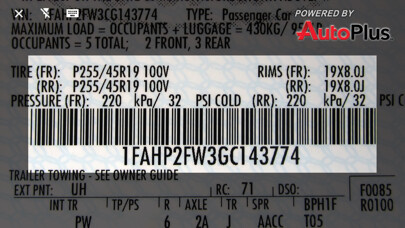 POWERED BY
AutoPlus
1FAHP2FW3CG143774 TYPE: Passenger Car
MAXIMUM LOAD = OCCUPANTS + LUGGAGE = 430KG/
OCCUPANTS = 5 TOTAL; 2 FRONT, 3 REAR
TIRE (FR): P255/45R19 100V RIMS (FR): 19X8.0J
(RR): P255/45R19 100V (RR): 19X8.0J
PRESSURE (FR): 220 kPa/ 32 PSI COLD (RR): 220 kPa/ 32
1FAHP2FW3GC143774
TRAILER TOWING - SEE OWNER GUIDE
EXT PNT: UH RC: 71 DSO: F0085
INT TR TP/PS R AXLE TR SPR BPH1F R0100
PW 6 2A J AACC T05